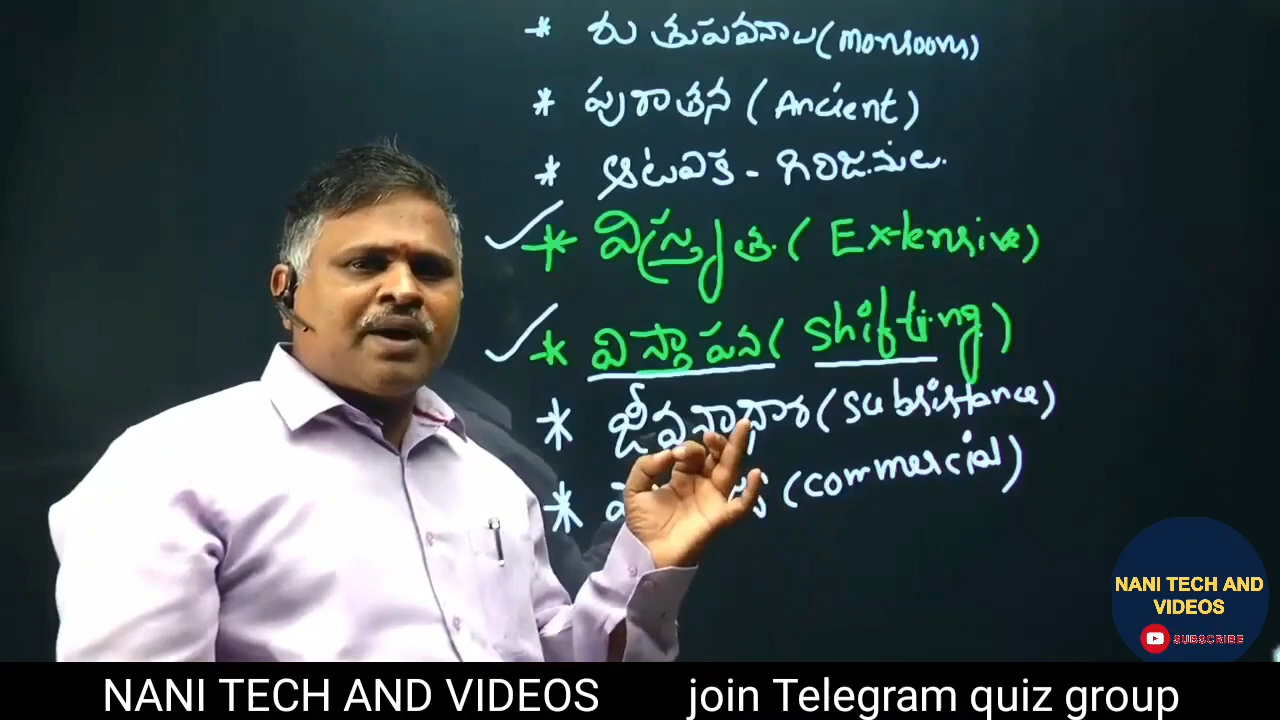 * ఋతుపవనాలు (Monsoons)
* పురాతన (Ancient)
* ఆటవిక - గిరిజనులు.
* విస్తృత. (Extensive)
* విస్తాపన (Shifting)
* జీవనాధార (Subsistance)
* (commercial)
NANI TECH AND
VIDEOS
SUBSCRIBE
NANI TECH AND VIDEOS join Telegram quiz group